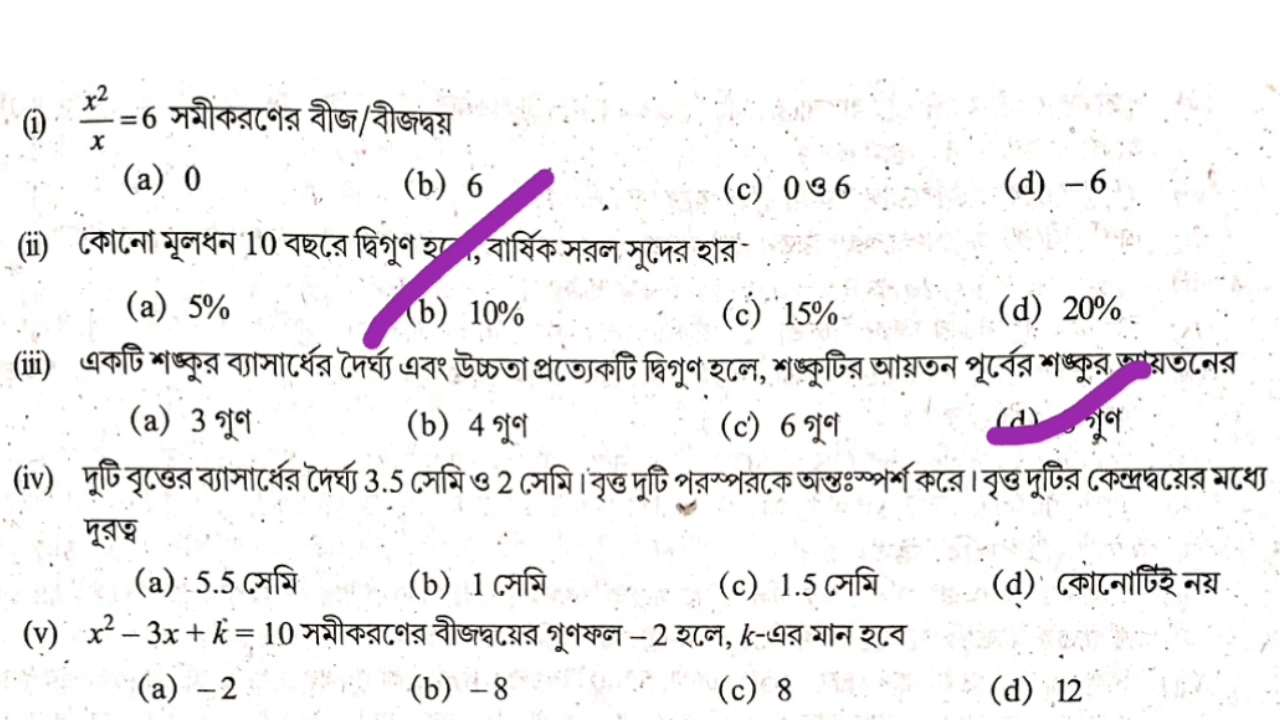 (i) x²/x = 6 সমীকরণের বীজ/বীজদ্বয়
(a) 0 (b) 6 (c) 0 ও 6 (d) – 6
(ii) কোনো মূলধন 10 বছরে দ্বিগুণ হলে, বার্ষিক সরল সুদের হার
(a) 5% (b) 10% (c) 15% (d) 20%
(iii) একটি শঙ্কুর ব্যাসার্ধের দৈর্ঘ্য এবং উচ্চতা প্রত্যেকটি দ্বিগুণ হলে, শঙ্কুটির আয়তন পূর্বের শঙ্কুর আয়তনের
(a) 3 গুণ (b) 4 গুণ (c) 6 গুণ (d) গুণ
(iv) দুটি বৃত্তের ব্যাসার্ধের দৈর্ঘ্য 3.5 সেমি ও 2 সেমি। বৃত্ত দুটি পরস্পরকে অন্তঃস্পর্শ করে। বৃত্ত দুটির কেন্দ্রদ্বয়ের মধ্যে
দূরত্ব
(a) 5.5 সেমি (b) 1 সেমি (c) 1.5 সেমি (d) কোনোটিই নয়
(v) x² – 3x + k = 10 সমীকরণের বীজদ্বয়ের গুণফল – 2 হলে, k-এর মান হবে
(a) – 2 (b) – 8 (c) 8 (d) 12